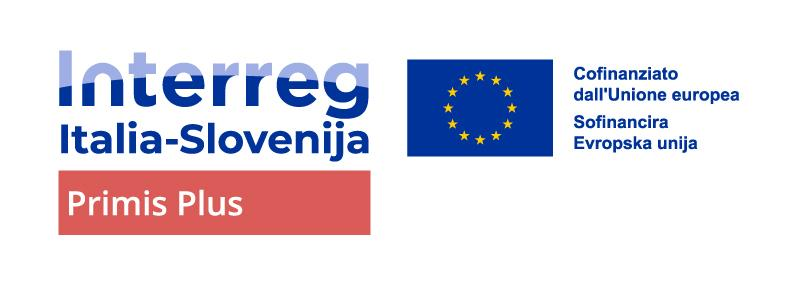 Interreg
Italia-Slovenija
Primis Plus
Cofinanziato
dall'Unione europea
Sofinancira
Evropska unija